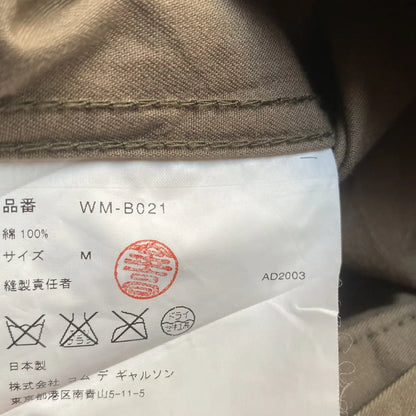 品番 WM-B021
綿 100%
サイズ M
縫製責任者 AD2003
日本製
株式会社 コム デ ギャルソン
東京都港区南青山5-11-5